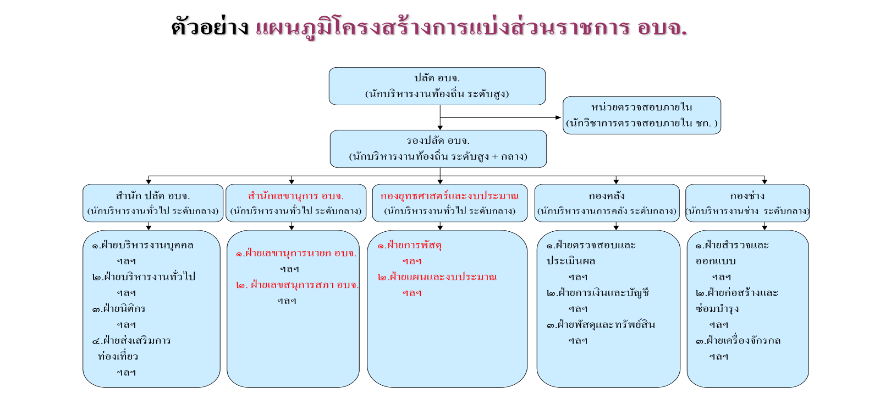 ตัวอย่าง แผนภูมิโครงสร้างการแบ่งส่วนราชการ อบจ.
ปลัด อบจ.
(นักบริหารงานท้องถิ่น ระดับสูง)
หน่วยตรวจสอบภายใน
(นักวิชาการตรวจสอบภายใน ชก. )
รองปลัด อบจ.
(นักบริหารงานท้องถิ่น ระดับสูง + กลาง)
สำนัก ปลัด อบจ.
(นักบริหารงานทั่วไป ระดับกลาง)
๑.ฝ่ายบริหารงานบุคคล
ฯลฯ
๒.ฝ่ายบริหารงานทั่วไป
ฯลฯ
๓.ฝ่ายนิติกร
ฯลฯ
๔.ฝ่ายส่งเสริมการ
ท่องเที่ยว
ฯลฯ
สำนักเลขานุการ อบจ.
(นักบริหารงานทั่วไป ระดับกลาง)
๑.ฝ่ายเลขานุการนายก อบจ.
ฯลฯ
๒. ฝ่ายเลขสนุการสภา อบจ.
ฯลฯ
กองยุทธศาสตร์และงบประมาณ
(นักบริหารงานทั่วไป ระดับกลาง)
๑.ฝ่ายการพัสดุ
ฯลฯ
๒.ฝ่ายแผนและงบประมาณ
ฯลฯ
กองคลัง
(นักบริหารงานการคลัง ระดับกลาง)
๑.ฝ่ายตรวจสอบและ
ประเมินผล
ฯลฯ
๒.ฝ่ายการเงินและบัญชี
ฯลฯ
๓.ฝ่ายพัสดุและทรัพย์สิน
ฯลฯ
กองช่าง
(นักบริหารงานช่าง ระดับกลาง)
๑.ฝ่ายสำรวจและ
ออกแบบ
ฯลฯ
๒.ฝ่ายก่อสร้างและ
ซ่อมบำรุง
ฯลฯ
๓.ฝ่ายเครื่องจักรกล
ฯลฯ